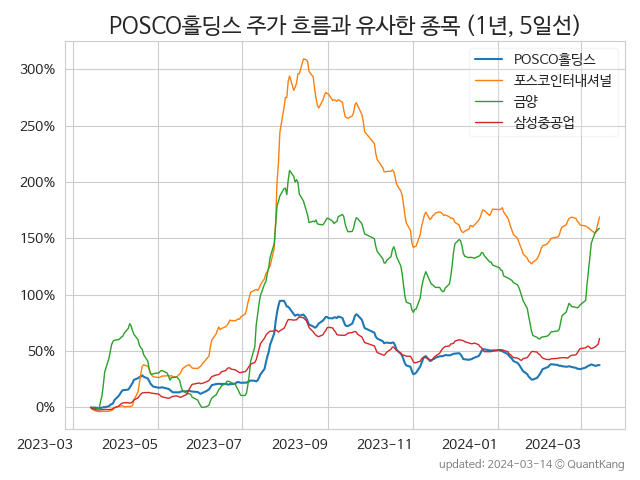 POSCO홀딩스 주가 흐름과 유사한 종목 (1년, 5일선)
POSCO홀딩스
포스코인터내셔널
금양
삼성중공업
300%
250%
200%
150%
100%
50%
0%
2023-03 2023-05 2023-07 2023-09 2023-11 2024-01 2024-03
updated: 2024-03-14 © QuantKang